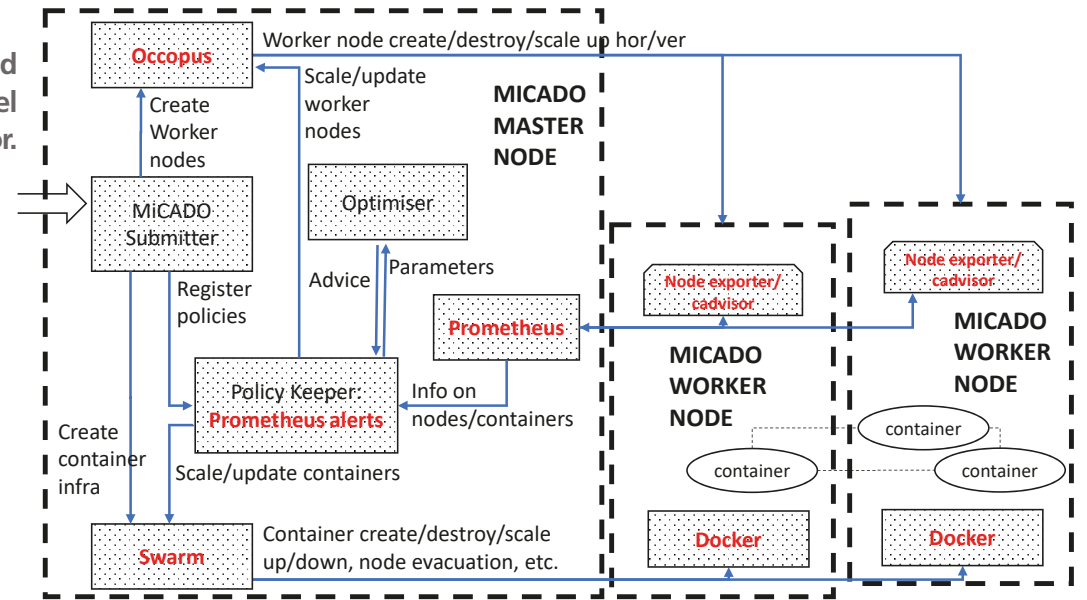 d
el
or.
Occopus
Worker node create/destroy/scale up hor/ver
Scale/update
worker
nodes
Create
Worker
nodes
MICADO
MASTER
NODE
MiCADO
Submitter
Optimiser
Advice
Parameters
Register
policies
Prometheus
Node exporter/
cadvisor
Node exporter/
cadvisor
MICADO
WORKER
NODE
MICADO
WORKER
NODE
Policy Keeper:
Prometheus alerts
Info on
nodes/containers
Create
container
infra
Scale/update containers
container
container
container
Swarm
Container create/destroy/scale
up/down, node evacuation, etc.
Docker
Docker